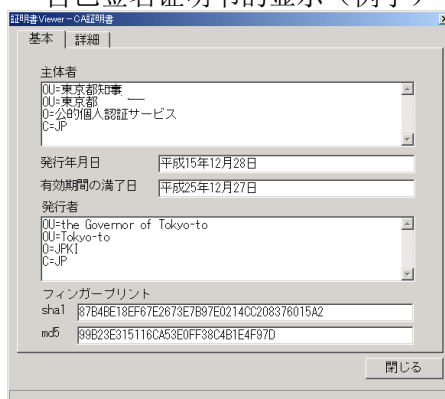 自己签名证明书的显示（例子）
証明書Viewer－CA証明書
基本
詳細
主体者
OU=東京都知事
OU=東京都
O=公的個人認証サービス
C=JP
発行年月日
平成15年12月28日
有効期間の満了日
平成25年12月27日
発行者
OU=the Governor of Tokyo-to
OU=Tokyo-to
O=JPKI
C=JP
フィンガープリント
sha1
87B4BE18EF67E2673E7B97E0214CC208376015A2
md5
99B23E315116CA53E0FF38C4B1E4F97D
閉じる